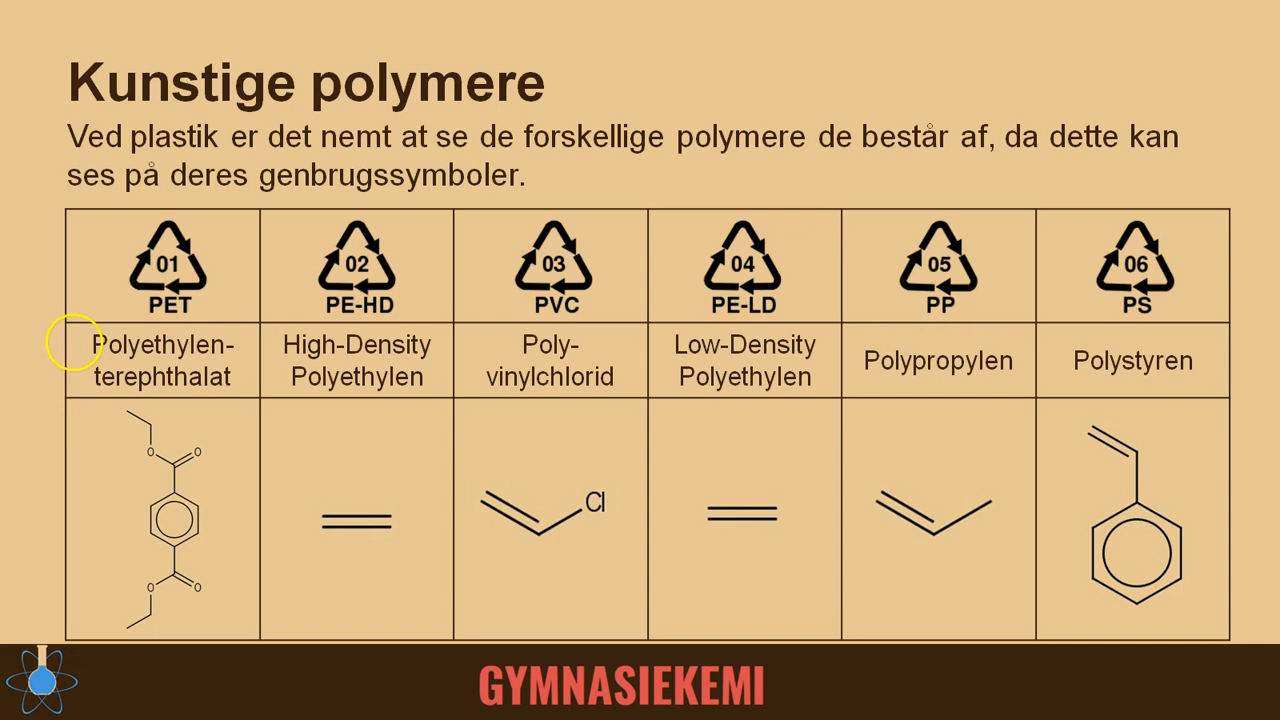 Kunstige polymere
Ved plastik er det nemt at se de forskellige polymere de består af, da dette kan
ses på deres genbrugssymboler.
01
PET
02
PE-HD
03
PVC
04
PE-LD
05
PP
06
PS
Polyethylen-
terephthalat
High-Density
Polyethylen
Poly-
vinylchlorid
Low-Density
Polyethylen
Polypropylen
Polystyren
O
O
O
O
Cl
GYMNASIEKEMI